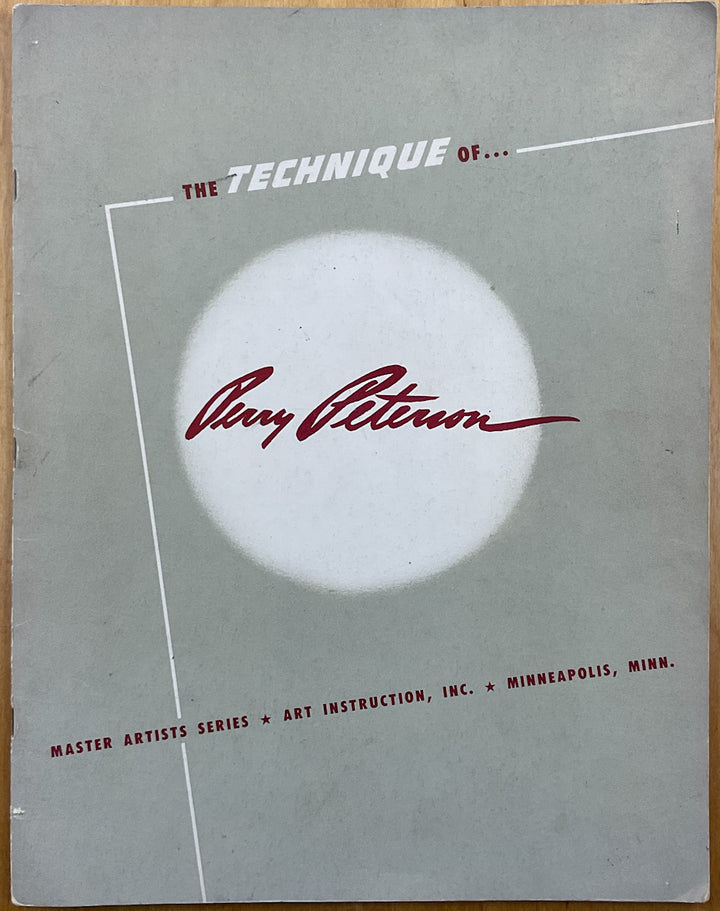 THE TECHNIQUE OF...
Perry Peterson
MASTER ARTISTS SERIES ★ ART INSTRUCTION, INC. ★ MINNEAPOLIS, MINN.